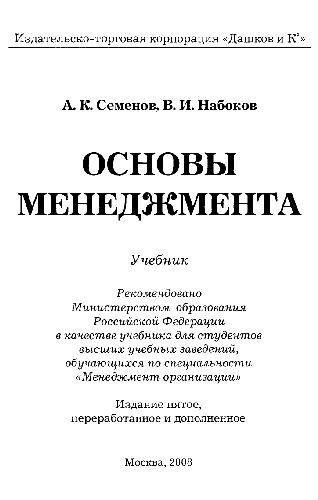 Издательско-торговая корпорация «Дашков и К°»
А. К. Семенов, В. И. Набоков
ОСНОВЫ
МЕНЕДЖМЕНТА
Учебник
Рекомендовано
Министерством образования
Российской Федерации
в качестве учебника для студентов
высших учебных заведений,
обучающихся по специальности
«Менеджмент организации»
Издание пятое,
переработанное и дополненное
Москва, 2008